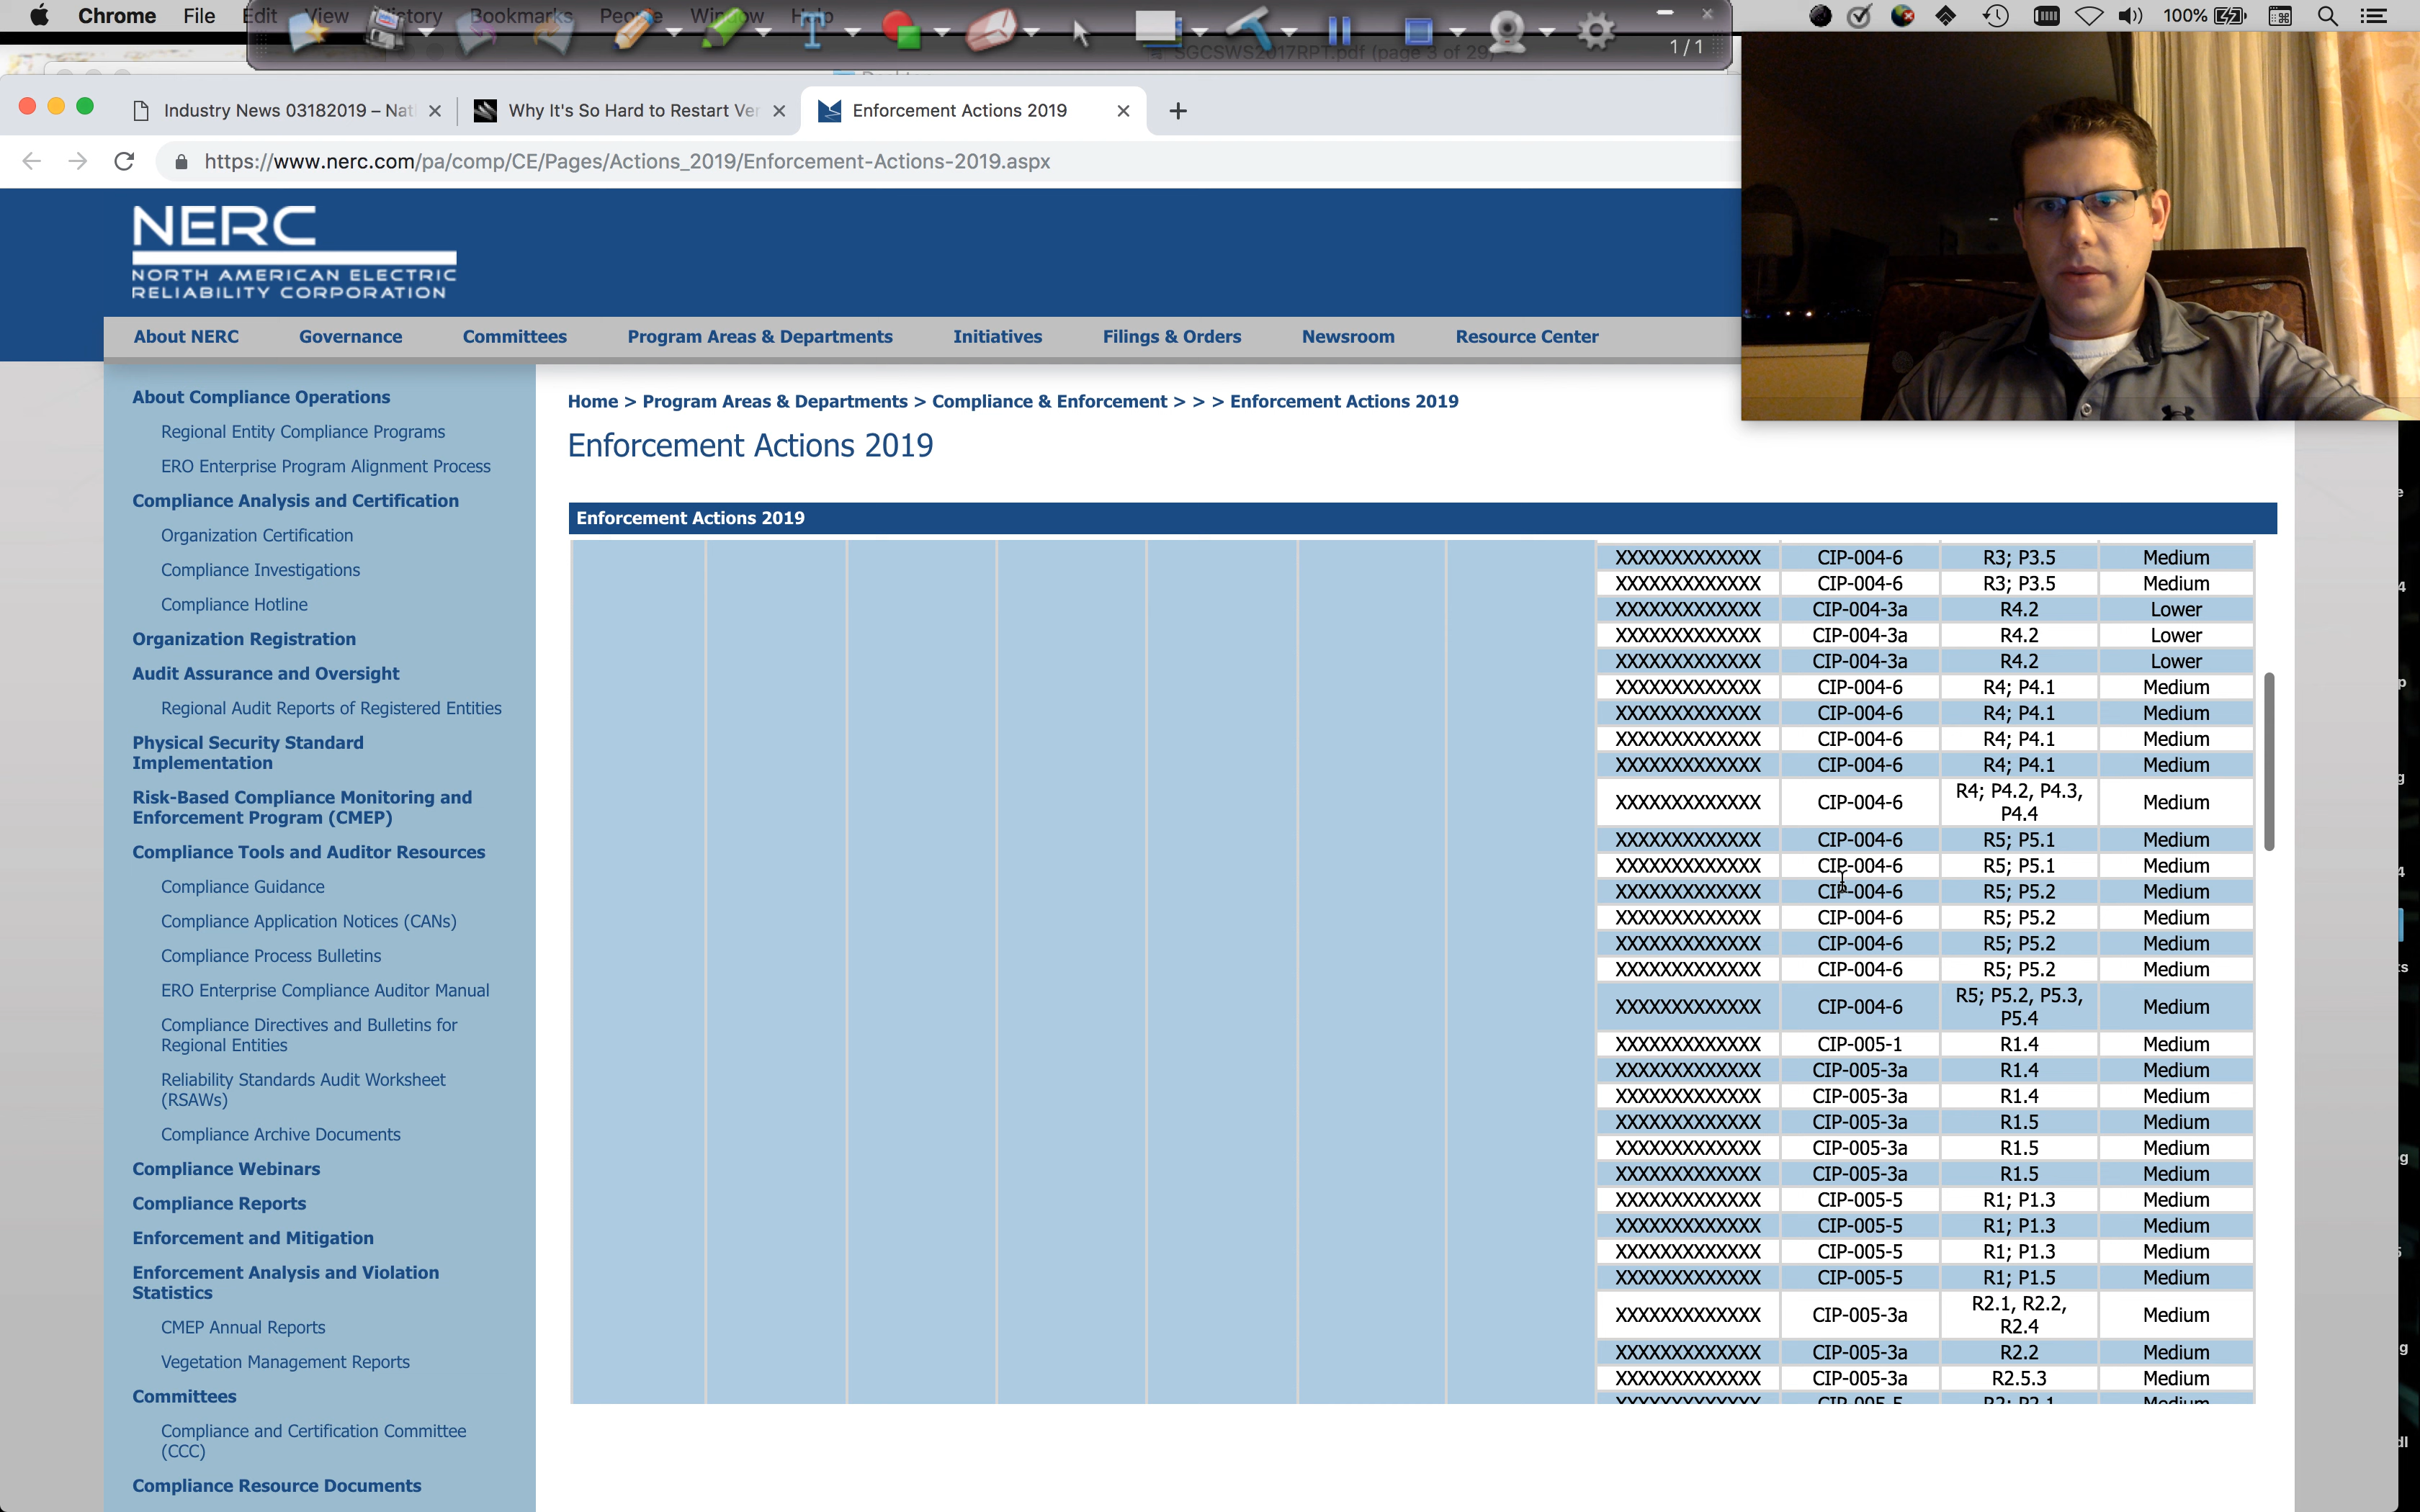 Chrome File Edit View History Bookmarks People Window Help
100%
1/1
SGCSWS2017RPT.pdf (page 3 of 29)
Industry News 03182019 – Nat
Why It's So Hard to Restart Ver
Enforcement Actions 2019
https://www.nerc.com/pa/comp/CE/Pages/Actions_2019/Enforcement-Actions-2019.aspx
NERC
NORTH AMERICAN ELECTRIC
RELIABILITY CORPORATION
About NERC Governance Committees Program Areas & Departments Initiatives Filings & Orders Newsroom Resource Center
About Compliance Operations
Regional Entity Compliance Programs
ERO Enterprise Program Alignment Process
Compliance Analysis and Certification
Organization Certification
Compliance Investigations
Compliance Hotline
Organization Registration
Audit Assurance and Oversight
Regional Audit Reports of Registered Entities
Physical Security Standard
Implementation
Risk-Based Compliance Monitoring and
Enforcement Program (CMEP)
Compliance Tools and Auditor Resources
Compliance Guidance
Compliance Application Notices (CANs)
Compliance Process Bulletins
ERO Enterprise Compliance Auditor Manual
Compliance Directives and Bulletins for
Regional Entities
Reliability Standards Audit Worksheet
(RSAWs)
Compliance Archive Documents
Compliance Webinars
Compliance Reports
Enforcement and Mitigation
Enforcement Analysis and Violation
Statistics
CMEP Annual Reports
Vegetation Management Reports
Committees
Compliance and Certification Committee
(CCC)
Compliance Resource Documents
Home > Program Areas & Departments > Compliance & Enforcement > > > Enforcement Actions 2019
Enforcement Actions 2019
Enforcement Actions 2019
XXXXXXXXXXXXX CIP-004-6 R3; P3.5 Medium
XXXXXXXXXXXXX CIP-004-6 R3; P3.5 Medium
XXXXXXXXXXXXX CIP-004-3a R4.2 Lower
XXXXXXXXXXXXX CIP-004-3a R4.2 Lower
XXXXXXXXXXXXX CIP-004-3a R4.2 Lower
XXXXXXXXXXXXX CIP-004-6 R4; P4.1 Medium
XXXXXXXXXXXXX CIP-004-6 R4; P4.1 Medium
XXXXXXXXXXXXX CIP-004-6 R4; P4.1 Medium
XXXXXXXXXXXXX CIP-004-6 R4; P4.1 Medium
XXXXXXXXXXXXX CIP-004-6 R4; P4.2, P4.3,
P4.4 Medium
XXXXXXXXXXXXX CIP-004-6 R5; P5.1 Medium
XXXXXXXXXXXXX CIP-004-6 R5; P5.1 Medium
XXXXXXXXXXXXX CIP-004-6 R5; P5.2 Medium
XXXXXXXXXXXXX CIP-004-6 R5; P5.2 Medium
XXXXXXXXXXXXX CIP-004-6 R5; P5.2 Medium
XXXXXXXXXXXXX CIP-004-6 R5; P5.2 Medium
XXXXXXXXXXXXX CIP-004-6 R5; P5.2, P5.3,
P5.4 Medium
XXXXXXXXXXXXX CIP-005-1 R1.4 Medium
XXXXXXXXXXXXX CIP-005-3a R1.4 Medium
XXXXXXXXXXXXX CIP-005-3a R1.4 Medium
XXXXXXXXXXXXX CIP-005-3a R1.5 Medium
XXXXXXXXXXXXX CIP-005-3a R1.5 Medium
XXXXXXXXXXXXX CIP-005-3a R1.5 Medium
XXXXXXXXXXXXX CIP-005-5 R1; P1.3 Medium
XXXXXXXXXXXXX CIP-005-5 R1; P1.3 Medium
XXXXXXXXXXXXX CIP-005-5 R1; P1.3 Medium
XXXXXXXXXXXXX CIP-005-5 R1; P1.5 Medium
XXXXXXXXXXXXX CIP-005-3a R2.1, R2.2,
R2.4 Medium
XXXXXXXXXXXXX CIP-005-3a R2.2 Medium
XXXXXXXXXXXXX CIP-005-3a R2.5.3 Medium